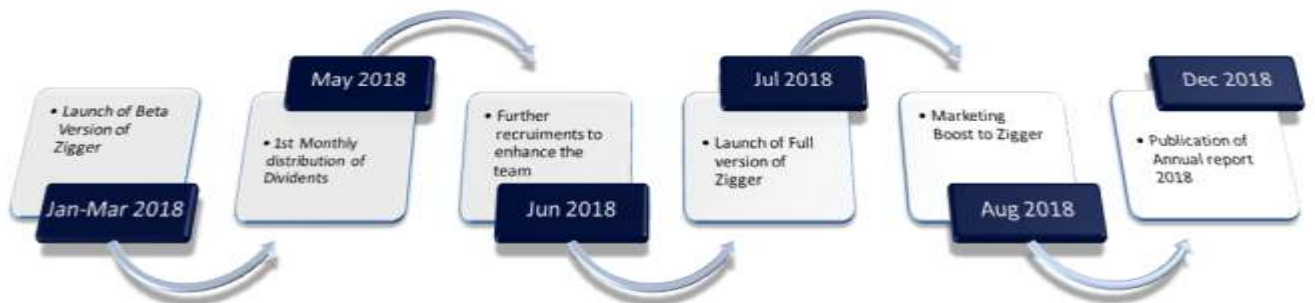 • Launch of Beta
Version of
Zigger
Jan-Mar 2018
May 2018
• 1st Monthly
distribution of
Dividents
• Further
recruiments to
enhance the
team
Jun 2018
Jul 2018
• Launch of Full
version of
Zigger
• Marketing
Boost to Zigger
Aug 2018
Dec 2018
• Publication of
Annual report
2018